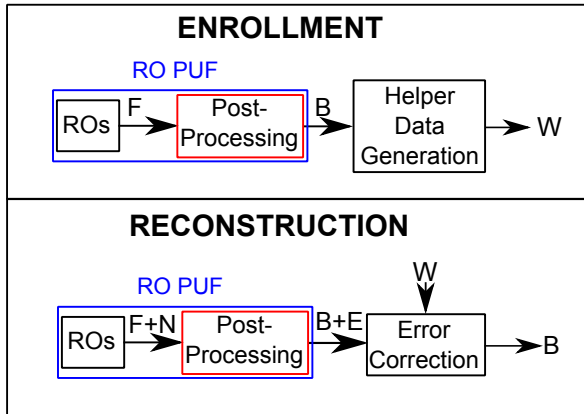 ENROLLMENT
RO PUF
ROs
F
Post-
Processing
B
Helper
Data
Generation
W
RECONSTRUCTION
RO PUF
ROs
F+N
Post-
Processing
B+E
W
Error
Correction
B